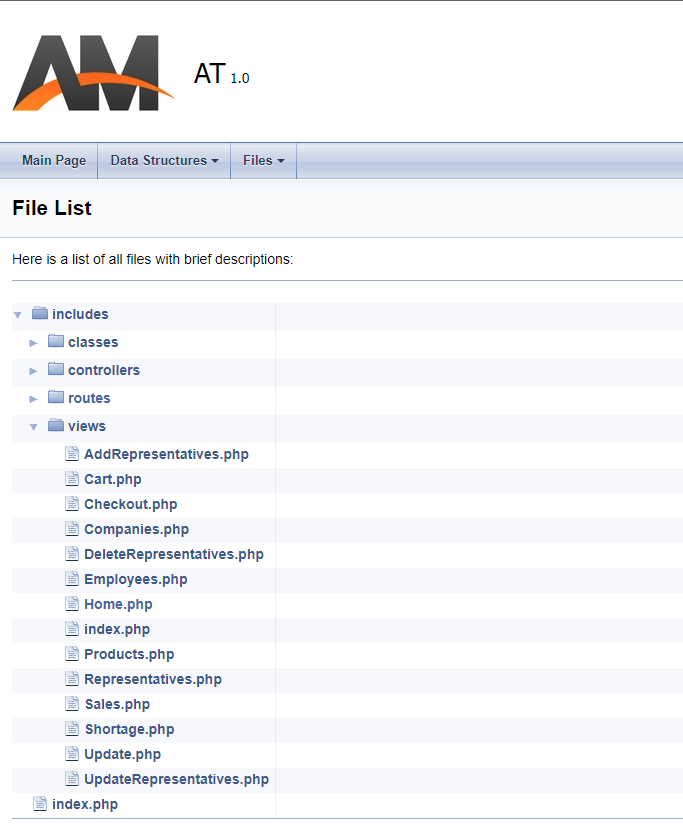 AM
AT 1.0
Main Page Data Structures Files
File List
Here is a list of all files with brief descriptions:
includes
classes
controllers
routes
views
AddRepresentatives.php
Cart.php
Checkout.php
Companies.php
DeleteRepresentatives.php
Employees.php
Home.php
index.php
Products.php
Representatives.php
Sales.php
Shortage.php
Update.php
UpdateRepresentatives.php
index.php